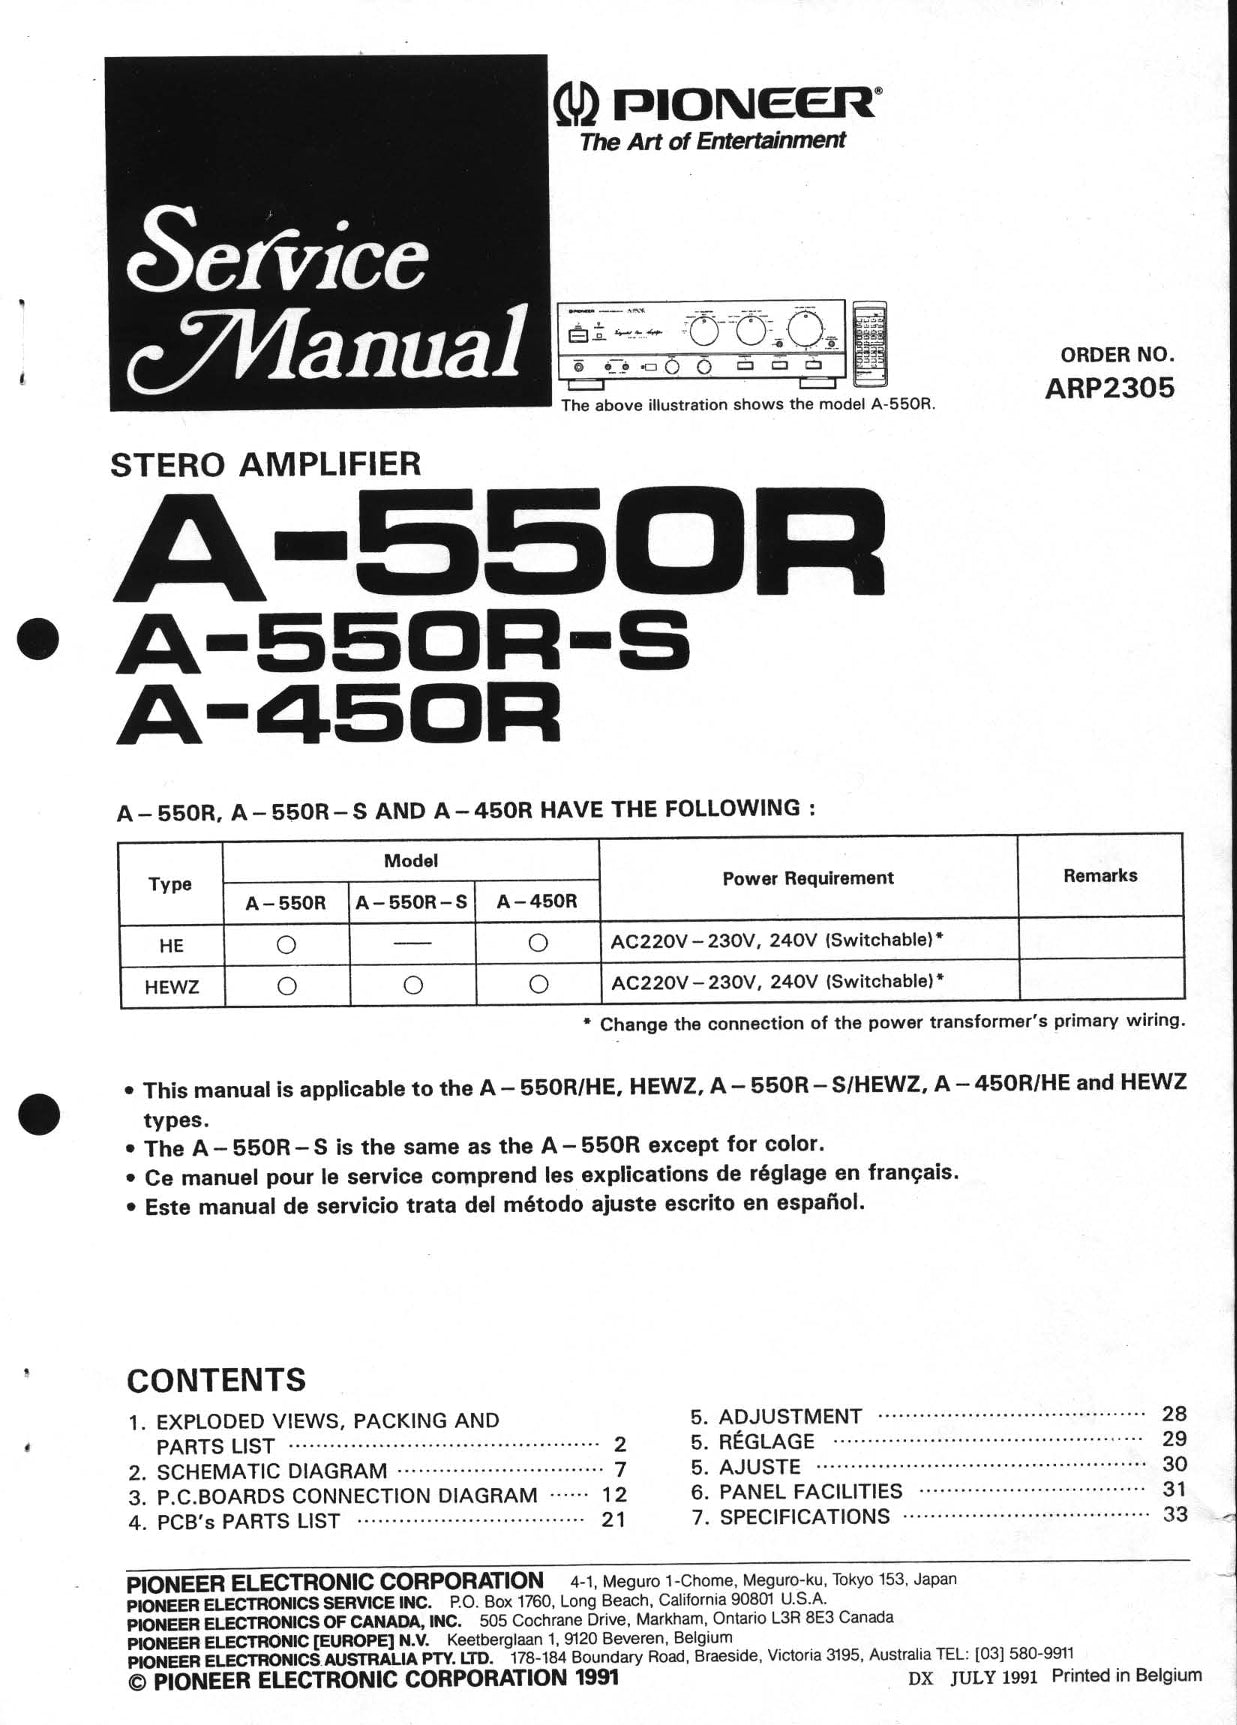 PIONEER®
The Art of Entertainment
Service
Manual
PIONEER
The above illustration shows the model A-550R.
ORDER NO.
ARP2305
STERO AMPLIFIER
A-550R
A-550R-S
A-450R
A–550R, A–550R–S AND A–450R HAVE THE FOLLOWING :
Type Model Power Requirement Remarks
A–550R A–550R–S A–450R
HE ○ — ○ AC220V–230V, 240V (Switchable)*
HEWZ ○ ○ ○ AC220V–230V, 240V (Switchable)*
* Change the connection of the power transformer's primary wiring.
• This manual is applicable to the A–550R/HE, HEWZ, A–550R–S/HEWZ, A–450R/HE and HEWZ
types.
• The A–550R–S is the same as the A–550R except for color.
• Ce manuel pour le service comprend les explications de réglage en français.
• Este manual de servicio trata del método ajuste escrito en español.
CONTENTS
1. EXPLODED VIEWS, PACKING AND
PARTS LIST ········ 2
2. SCHEMATIC DIAGRAM ········ 7
3. P.C.BOARDS CONNECTION DIAGRAM ······ 12
4. PCB's PARTS LIST ········ 21
5. ADJUSTMENT ········ 28
5. RÉGLAGE ········ 29
5. AJUSTE ········ 30
6. PANEL FACILITIES ········ 31
7. SPECIFICATIONS ········ 33
PIONEER ELECTRONIC CORPORATION 4-1, Meguro 1-Chome, Meguro-ku, Tokyo 153, Japan
PIONEER ELECTRONICS SERVICE INC. P.O. Box 1760, Long Beach, California 90801 U.S.A.
PIONEER ELECTRONICS OF CANADA, INC. 505 Cochrane Drive, Markham, Ontario L3R 8E3 Canada
PIONEER ELECTRONIC [EUROPE] N.V. Keetberglaan 1, 9120 Beveren, Belgium
PIONEER ELECTRONICS AUSTRALIA PTY. LTD. 178-184 Boundary Road, Braeside, Victoria 3195, Australia TEL: [03] 580-9911
© PIONEER ELECTRONIC CORPORATION 1991
DX JULY 1991 Printed in Belgium